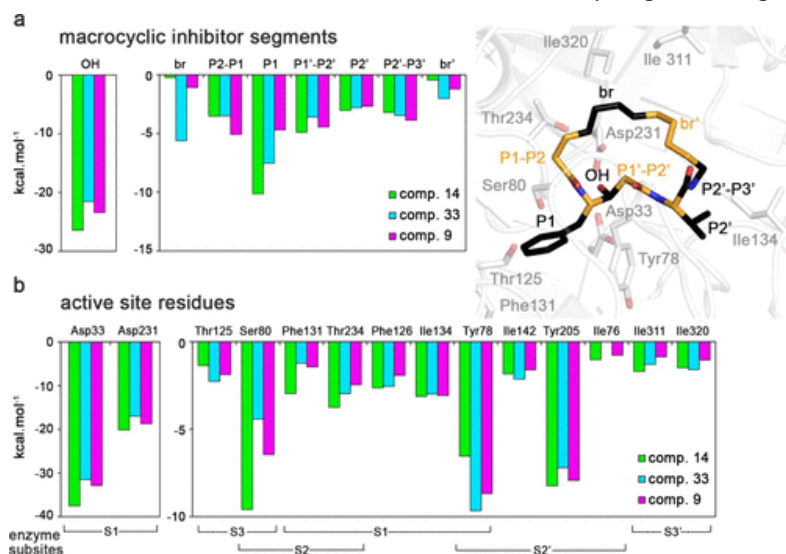 a
macrocyclic inhibitor segments
OH br P2-P1 P1 P1'-P2' P2' P2'-P3' br'
0
-10
-20
-30
kcal.mol-1
0
-5
-10
-15
comp. 14
comp. 33
comp. 9
Ile320
Ile 311
br
Thr234
Asp231
br'
P1-P2
OH
P1'-P2'
Ser80
P2'-P3'
Asp33
P1
P2'
Ile134
Tyr78
Thr125
Phe131
b
active site residues
Asp33 Asp231 Thr125 Ser80 Phe131 Thr234 Phe126 Ile134 Tyr78 Ile142 Tyr205 Ile76 Ile311 Ile320
0
-10
-20
-30
-40
kcal.mol-1
0
-5
-10
comp. 14
comp. 33
comp. 9
enzyme
subsites
S1 S3 S1 S3'
S2 S2'